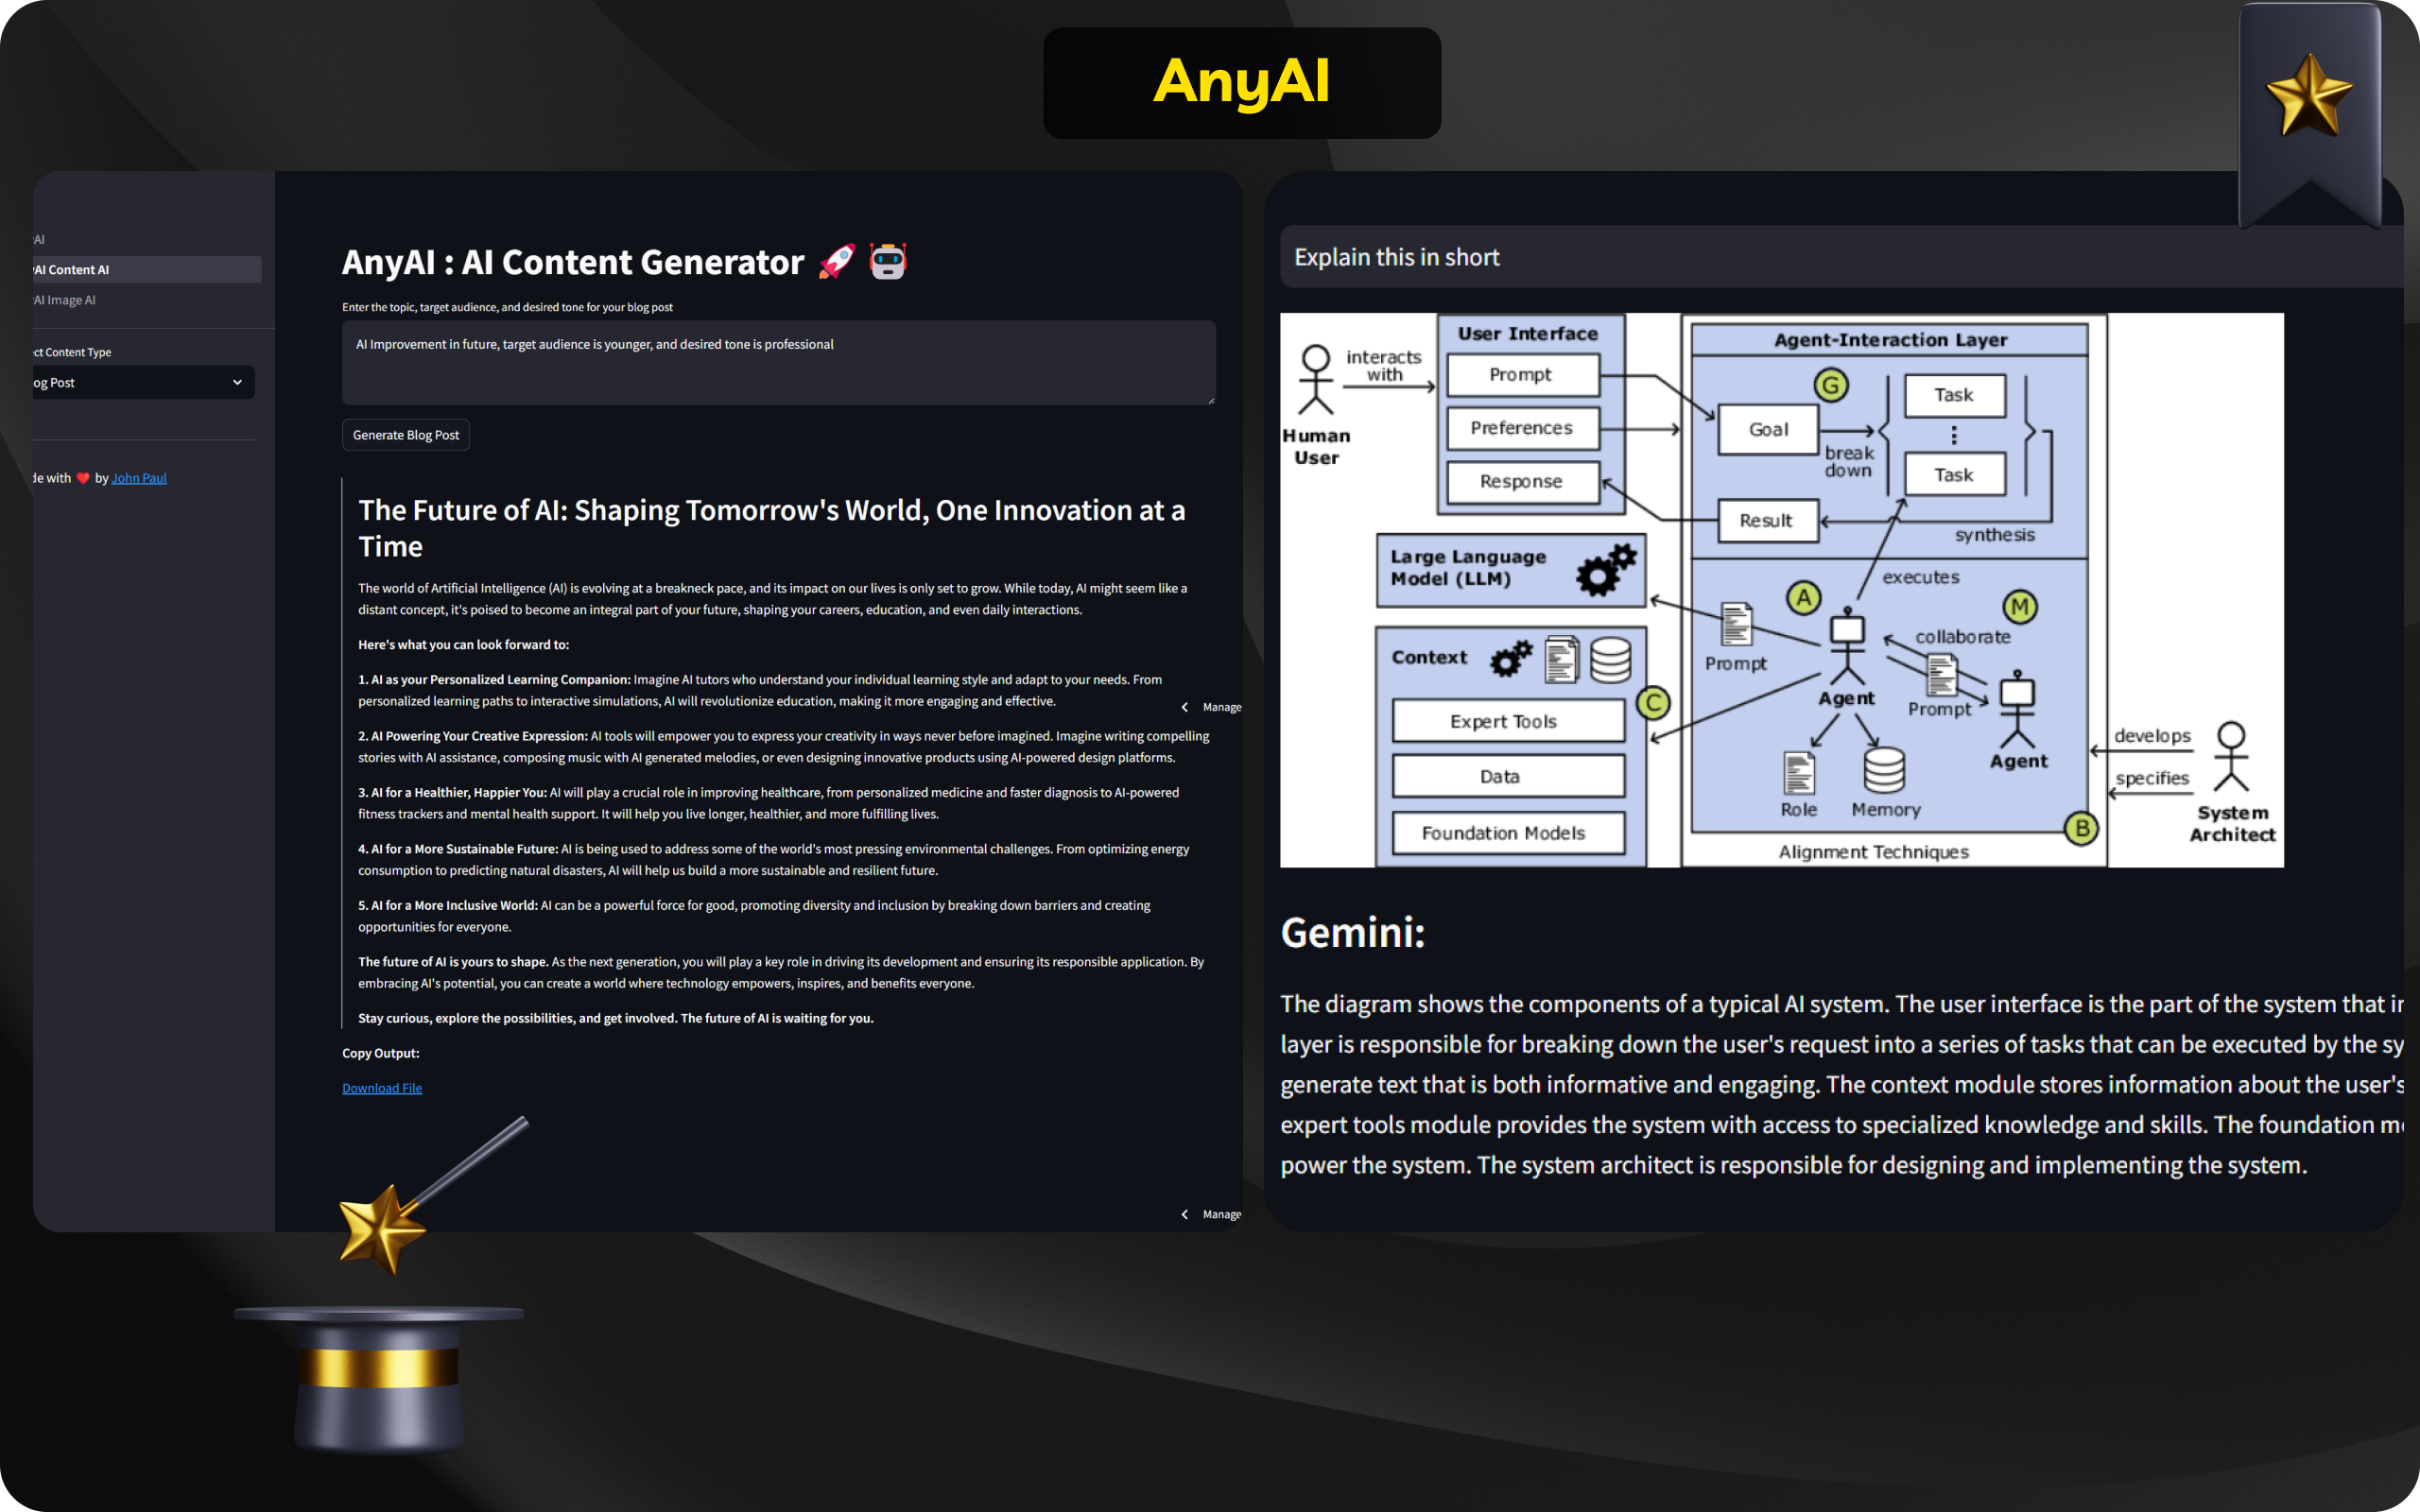 AnyAI
AI
AI Content AI
AI Image AI
ct Content Type
og Post
de with ❤️ by John Paul
AnyAI : AI Content Generator 🚀 🤖
Enter the topic, target audience, and desired tone for your blog post
AI Improvement in future, target audience is younger, and desired tone is professional
Generate Blog Post
The Future of AI: Shaping Tomorrow's World, One Innovation at a
Time
The world of Artificial Intelligence (AI) is evolving at a breakneck pace, and its impact on our lives is only set to grow. While today, AI might seem like a
distant concept, it's poised to become an integral part of your future, shaping your careers, education, and even daily interactions.
Here's what you can look forward to:
1. AI as your Personalized Learning Companion: Imagine AI tutors who understand your individual learning style and adapt to your needs. From
personalized learning paths to interactive simulations, AI will revolutionize education, making it more engaging and effective.
Manage
2. AI Powering Your Creative Expression: AI tools will empower you to express your creativity in ways never before imagined. Imagine writing compelling
stories with AI assistance, composing music with AI generated melodies, or even designing innovative products using AI-powered design platforms.
3. AI for a Healthier, Happier You: AI will play a crucial role in improving healthcare, from personalized medicine and faster diagnosis to AI-powered
fitness trackers and mental health support. It will help you live longer, healthier, and more fulfilling lives.
4. AI for a More Sustainable Future: AI is being used to address some of the world's most pressing environmental challenges. From optimizing energy
consumption to predicting natural disasters, AI will help us build a more sustainable and resilient future.
5. AI for a More Inclusive World: AI can be a powerful force for good, promoting diversity and inclusion by breaking down barriers and creating
opportunities for everyone.
The future of AI is yours to shape. As the next generation, you will play a key role in driving its development and ensuring its responsible application. By
embracing AI's potential, you can create a world where technology empowers, inspires, and benefits everyone.
Stay curious, explore the possibilities, and get involved. The future of AI is waiting for you.
Copy Output:
Download File
Manage
Explain this in short
Human
User
interacts
with
User Interface
Prompt
Preferences
Response
Agent-Interaction Layer
G
Goal
break
down
Task
Task
Result
synthesis
Large Language
Model (LLM)
executes
A
M
Prompt
collaborate
Prompt
Agent
Agent
Role
Memory
Context
C
Expert Tools
Data
Foundation Models
develops
specifies
System
Architect
B
Alignment Techniques
Gemini:
The diagram shows the components of a typical AI system. The user interface is the part of the system that
layer is responsible for breaking down the user's request into a series of tasks that can be executed by the
generate text that is both informative and engaging. The context module stores information about the user's
expert tools module provides the system with access to specialized knowledge and skills. The foundation
power the system. The system architect is responsible for designing and implementing the system.